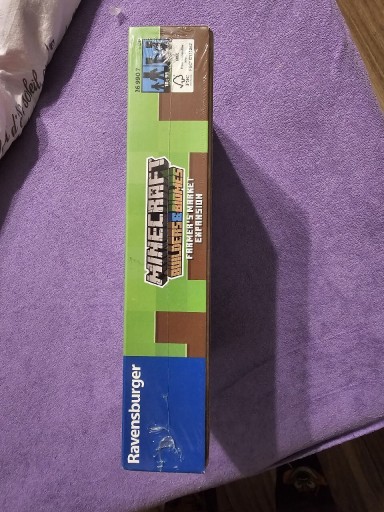 Ravensburger
MINECRAFT
BUILDERS & BIOMES
FARMER'S MARKET
EXPANSION